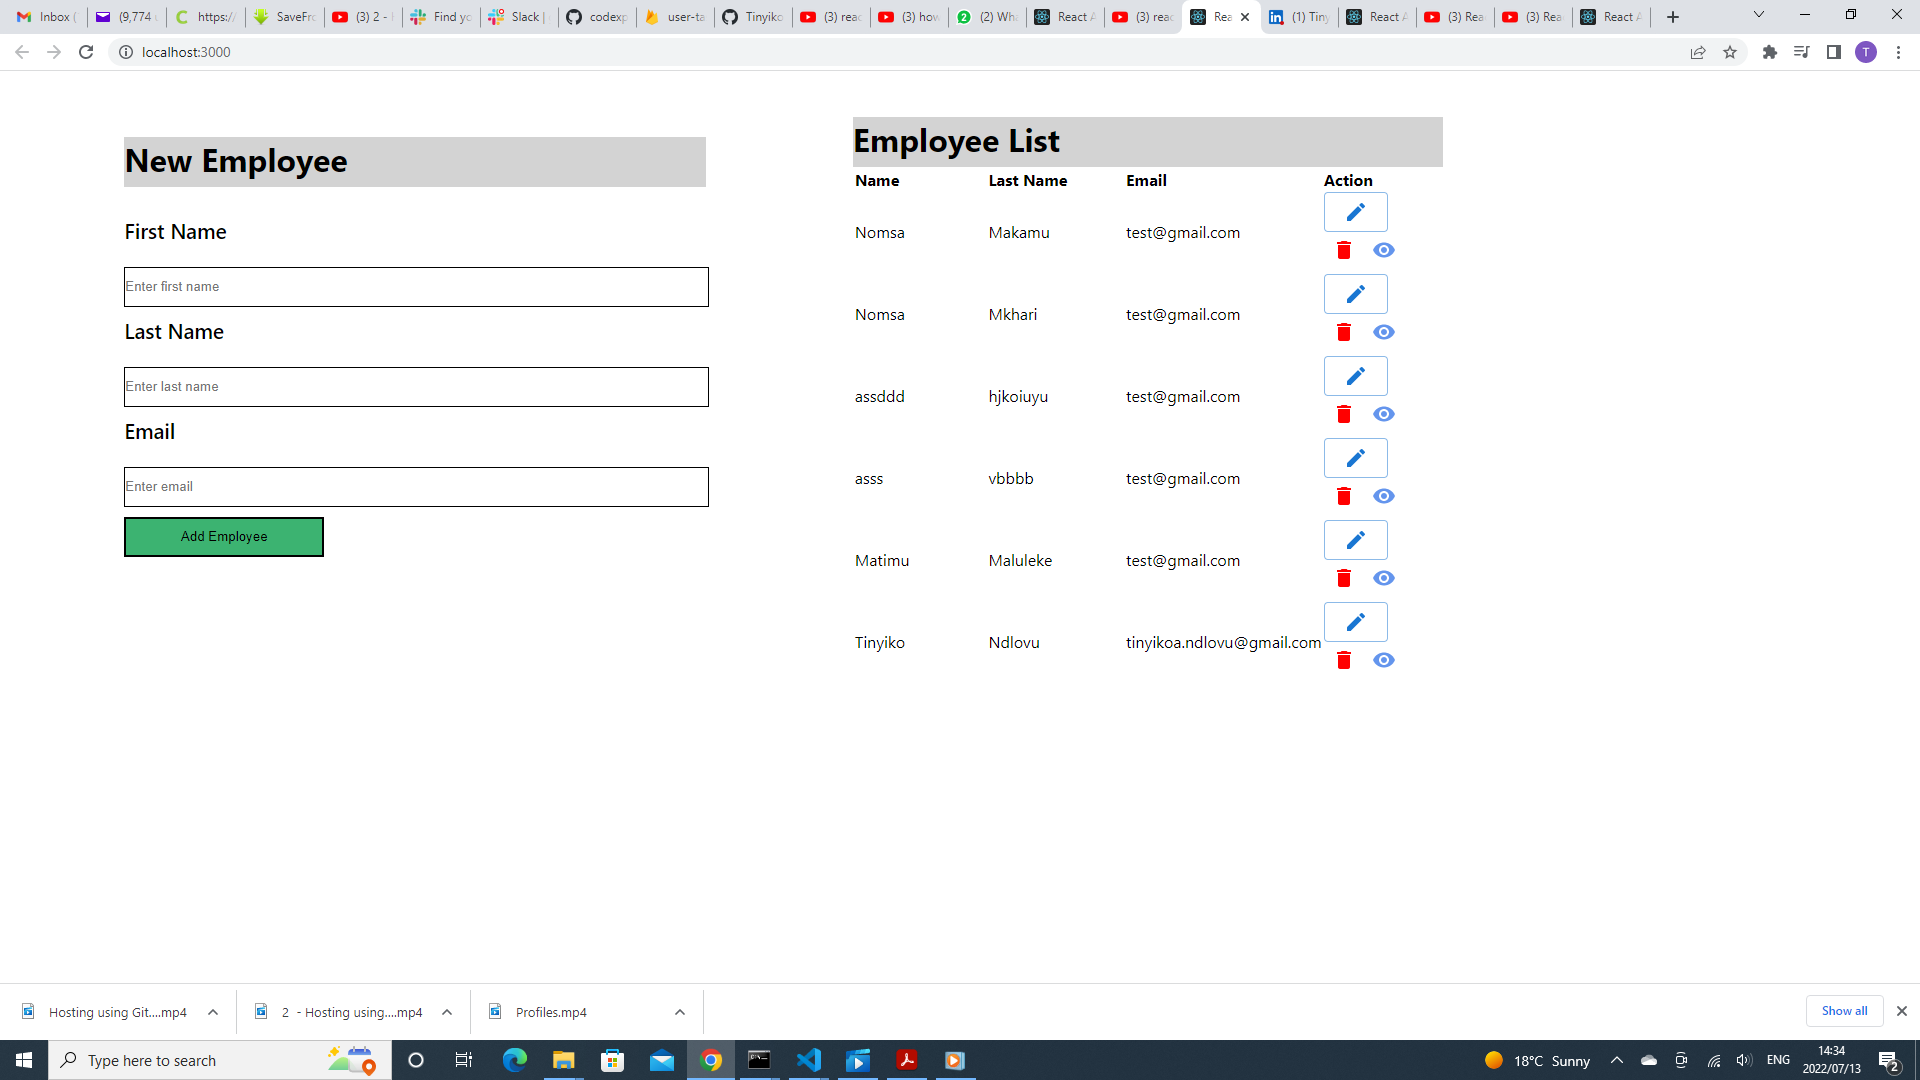 Inbox (
(9,774
https://
SaveFro
(3) 2 -
Find yo
Slack |
codexp
user-ta
Tinyiko
(3) reac
(3) how
(2) Wha
React A
(3) reac
Rea
(1) Tiny
React A
(3) Rea
(3) Rea
React A
localhost:3000
T
New Employee
First Name
Enter first name
Last Name
Enter last name
Email
Enter email
Add Employee
Employee List
Name Last Name Email Action
Nomsa Makamu test@gmail.com
Nomsa Mkhari test@gmail.com
assddd hjkoiuyu test@gmail.com
asss vbbbb test@gmail.com
Matimu Maluleke test@gmail.com
Tinyiko Ndlovu tinyikoa.ndlovu@gmail.com
Hosting using Git....mp4
2 - Hosting using....mp4
Profiles.mp4
Show all
Type here to search
18°C Sunny
ENG
14:34
2022/07/13
2